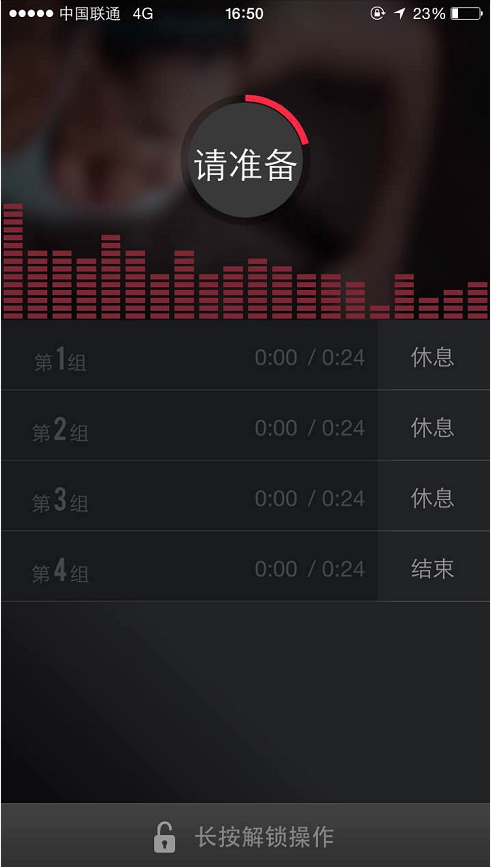 中国联通 4G 16:50 23%
请准备
第1组 0:00 / 0:24 休息
第2组 0:00 / 0:24 休息
第3组 0:00 / 0:24 休息
第4组 0:00 / 0:24 结束
长按解锁操作